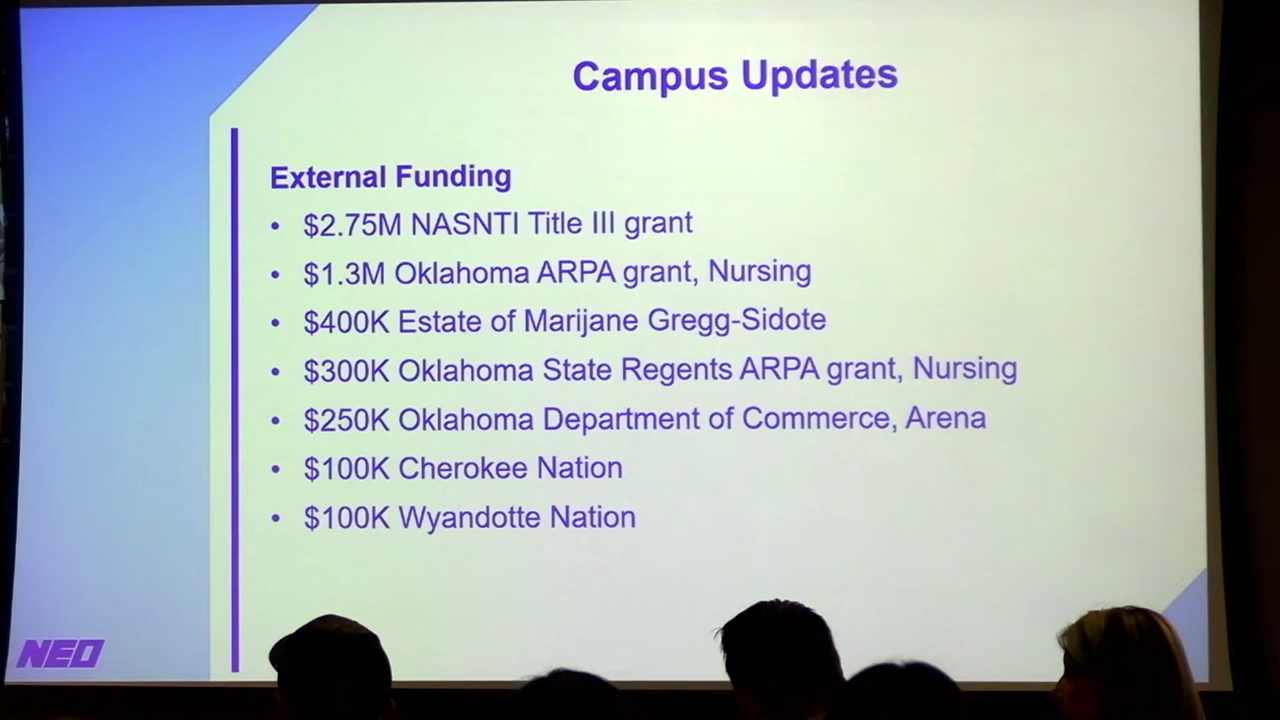 Campus Updates
External Funding
• $2.75M NASNTI Title III grant
• $1.3M Oklahoma ARPA grant, Nursing
• $400K Estate of Marijane Gregg-Sidote
• $300K Oklahoma State Regents ARPA grant, Nursing
• $250K Oklahoma Department of Commerce, Arena
• $100K Cherokee Nation
• $100K Wyandotte Nation
NEO